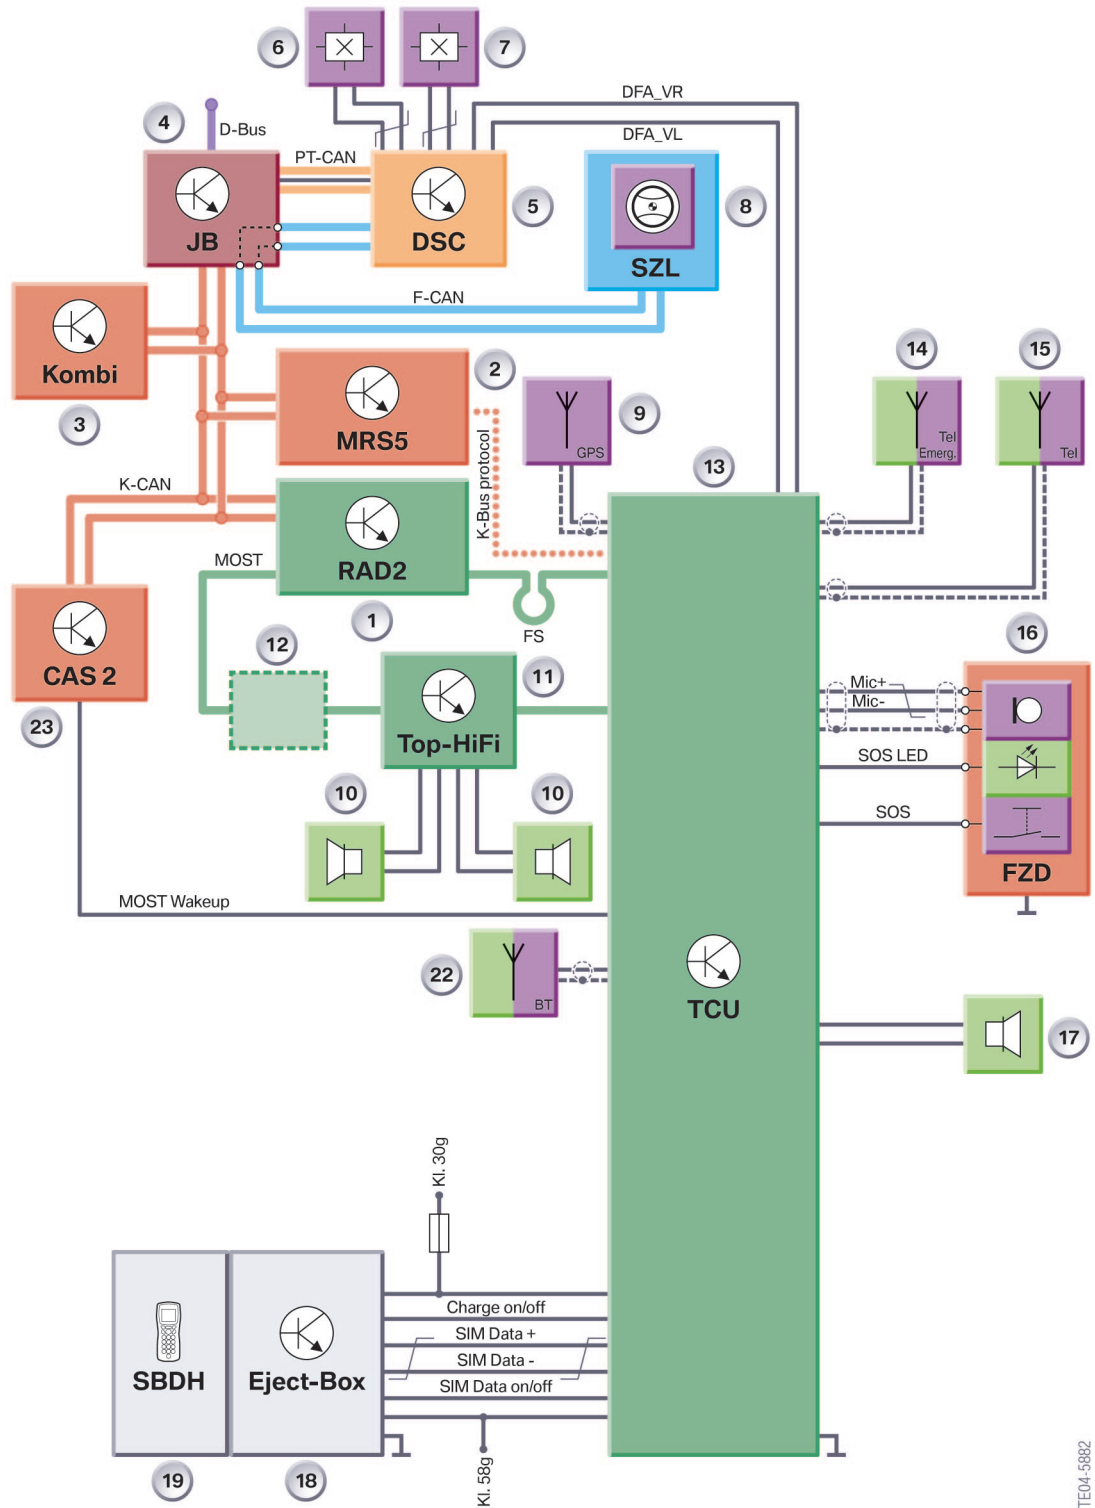 6
7
DFA_VR
4
D-Bus
DFA_VL
PT-CAN
JB
DSC
5
SZL
8
F-CAN
Kombi
3
MRS5
2
GPS
9
14
15
Tel
Emerg.
Tel
13
K-Bus protocol
K-CAN
MOST
RAD2
1
FS
CAS 2
23
12
Top-HiFi
11
16
Mic+
Mic-
SOS LED
SOS
FZD
10
10
MOST Wakeup
22
BT
TCU
17
Kl. 30g
Charge on/off
SIM Data +
SIM Data -
SIM Data on/off
SBDH
Eject-Box
19
18
Kl. 58g
TE04-5882